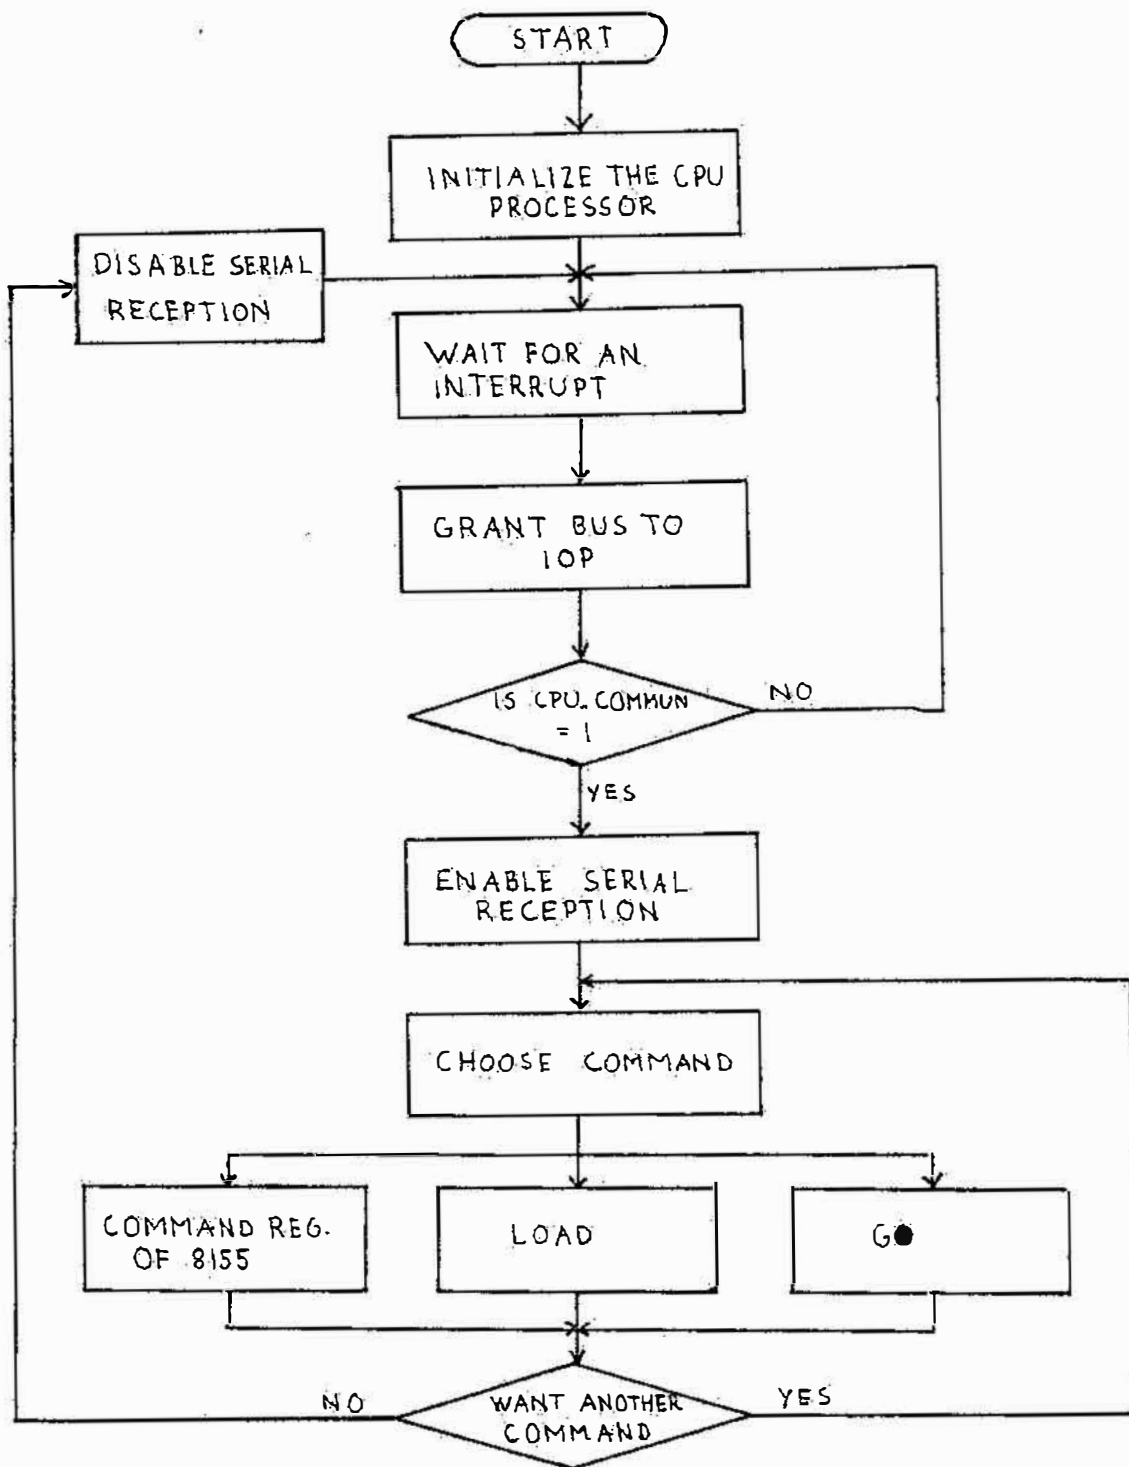 START
INITIALIZE THE CPU
PROCESSOR
DISABLE SERIAL
RECEPTION
WAIT FOR AN
INTERRUPT
GRANT BUS TO
IOP
IS CPU. COMMUN
= 1
NO
YES
ENABLE SERIAL
RECEPTION
CHOOSE COMMAND
COMMAND REG.
OF 8155
LOAD
GO
NO
WANT ANOTHER
COMMAND
YES